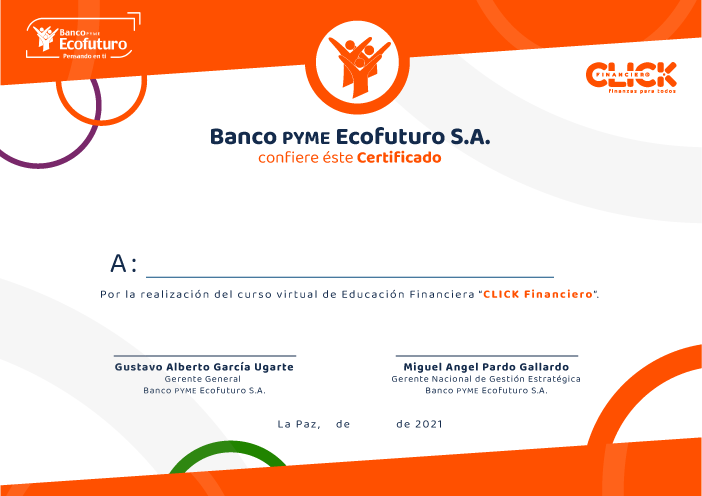 Banco PYME
Ecofuturo
Pensando en ti
CLICK
FINANCIERO
finanzas para todos
Banco PYME Ecofuturo S.A.
confiere éste Certificado
A:
Por la realización del curso virtual de Educación Financiera “CLICK Financiero”.
Gustavo Alberto García Ugarte
Gerente General
Banco PYME Ecofuturo S.A.
Miguel Angel Pardo Gallardo
Gerente Nacional de Gestión Estratégica
Banco PYME Ecofuturo S.A.
La Paz, de de 2021